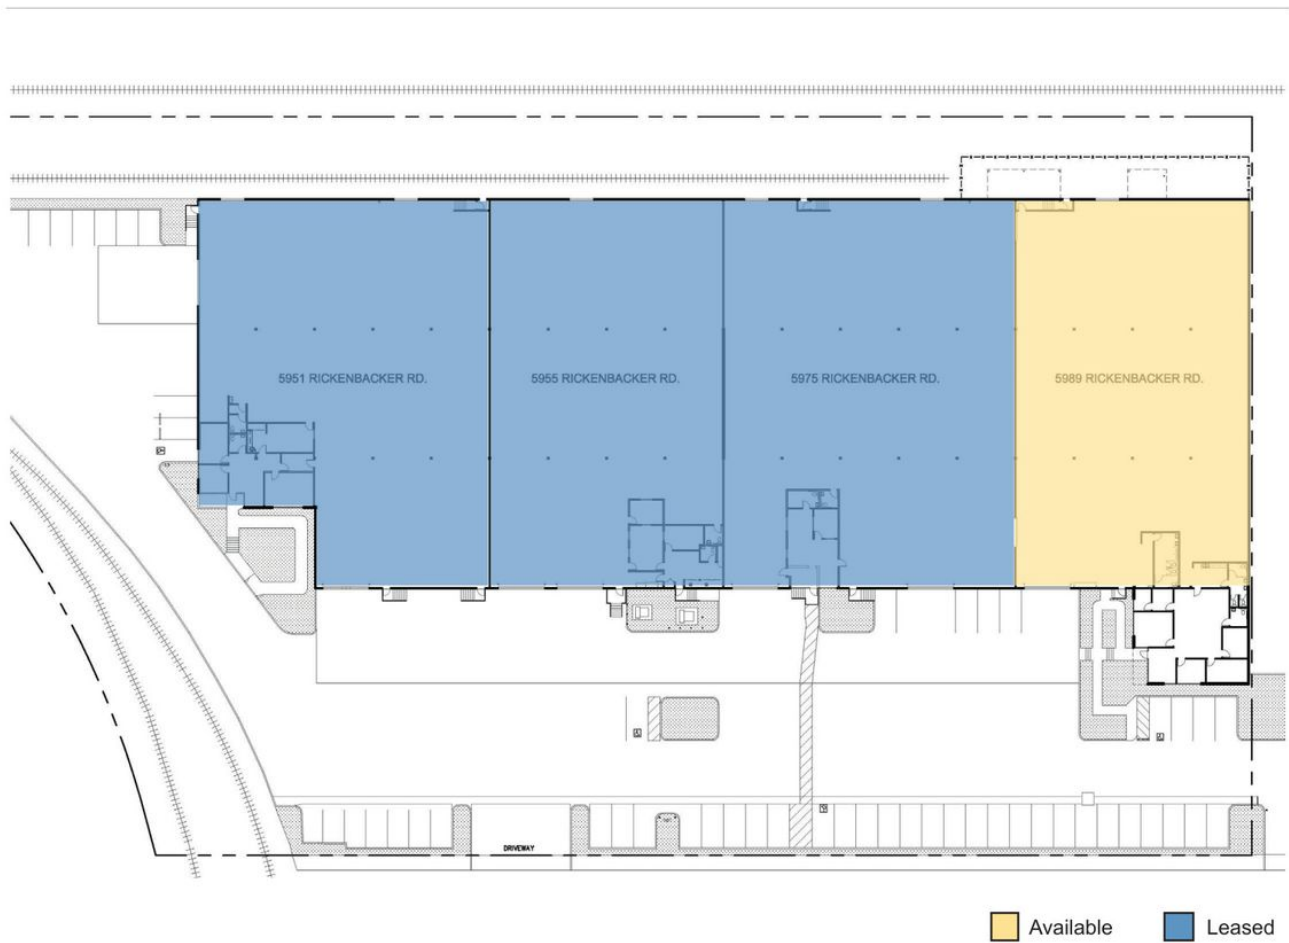 5951 RICKENBACKER RD.
5955 RICKENBACKER RD.
5975 RICKENBACKER RD.
5989 RICKENBACKER RD.
DRIVEWAY
Available
Leased